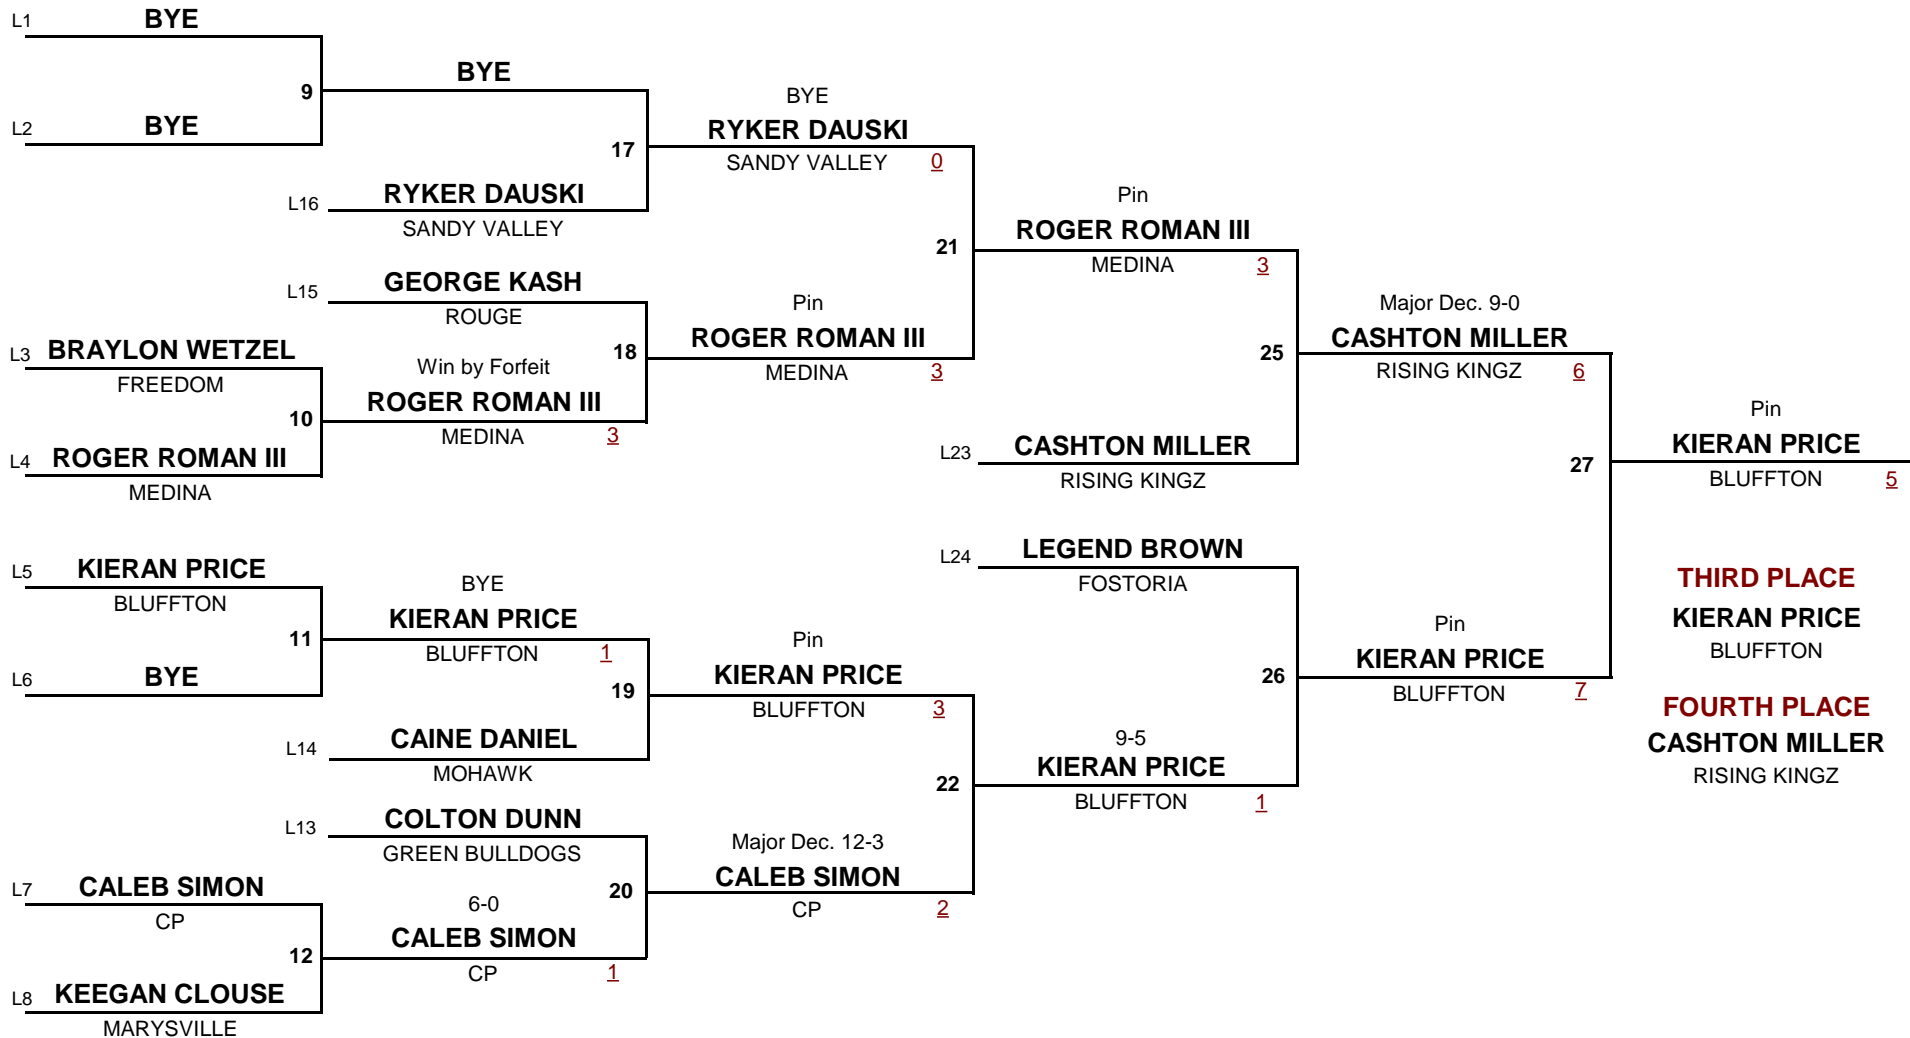 L1 BYE
9
L2 BYE
BYE
17
L16 RYKER DAUSKI
SANDY VALLEY
BYE
RYKER DAUSKI
SANDY VALLEY 0
L15 GEORGE KASH
ROUGE
L3 BRAYLON WETZEL
FREEDOM
10
L4 ROGER ROMAN III
MEDINA
Win by Forfeit
ROGER ROMAN III
MEDINA 3
18
Pin
ROGER ROMAN III
MEDINA 3
21
Pin
ROGER ROMAN III
MEDINA 3
25
L23 CASHTON MILLER
RISING KINGZ
Major Dec. 9-0
CASHTON MILLER
RISING KINGZ 6
27
Pin
KIERAN PRICE
BLUFFTON 5
L5 KIERAN PRICE
BLUFFTON
11
L6 BYE
BYE
KIERAN PRICE
BLUFFTON 1
19
L14 CAINE DANIEL
MOHAWK
Pin
KIERAN PRICE
BLUFFTON 3
L13 COLTON DUNN
GREEN BULLDOGS
L7 CALEB SIMON
CP
12
L8 KEEGAN CLOUSE
MARYSVILLE
6-0
CALEB SIMON
CP 1
20
Major Dec. 12-3
CALEB SIMON
CP 2
22
9-5
KIERAN PRICE
BLUFFTON 1
L24 LEGEND BROWN
FOSTORIA
26
Pin
KIERAN PRICE
BLUFFTON 7
THIRD PLACE
KIERAN PRICE
BLUFFTON
FOURTH PLACE
CASHTON MILLER
RISING KINGZ